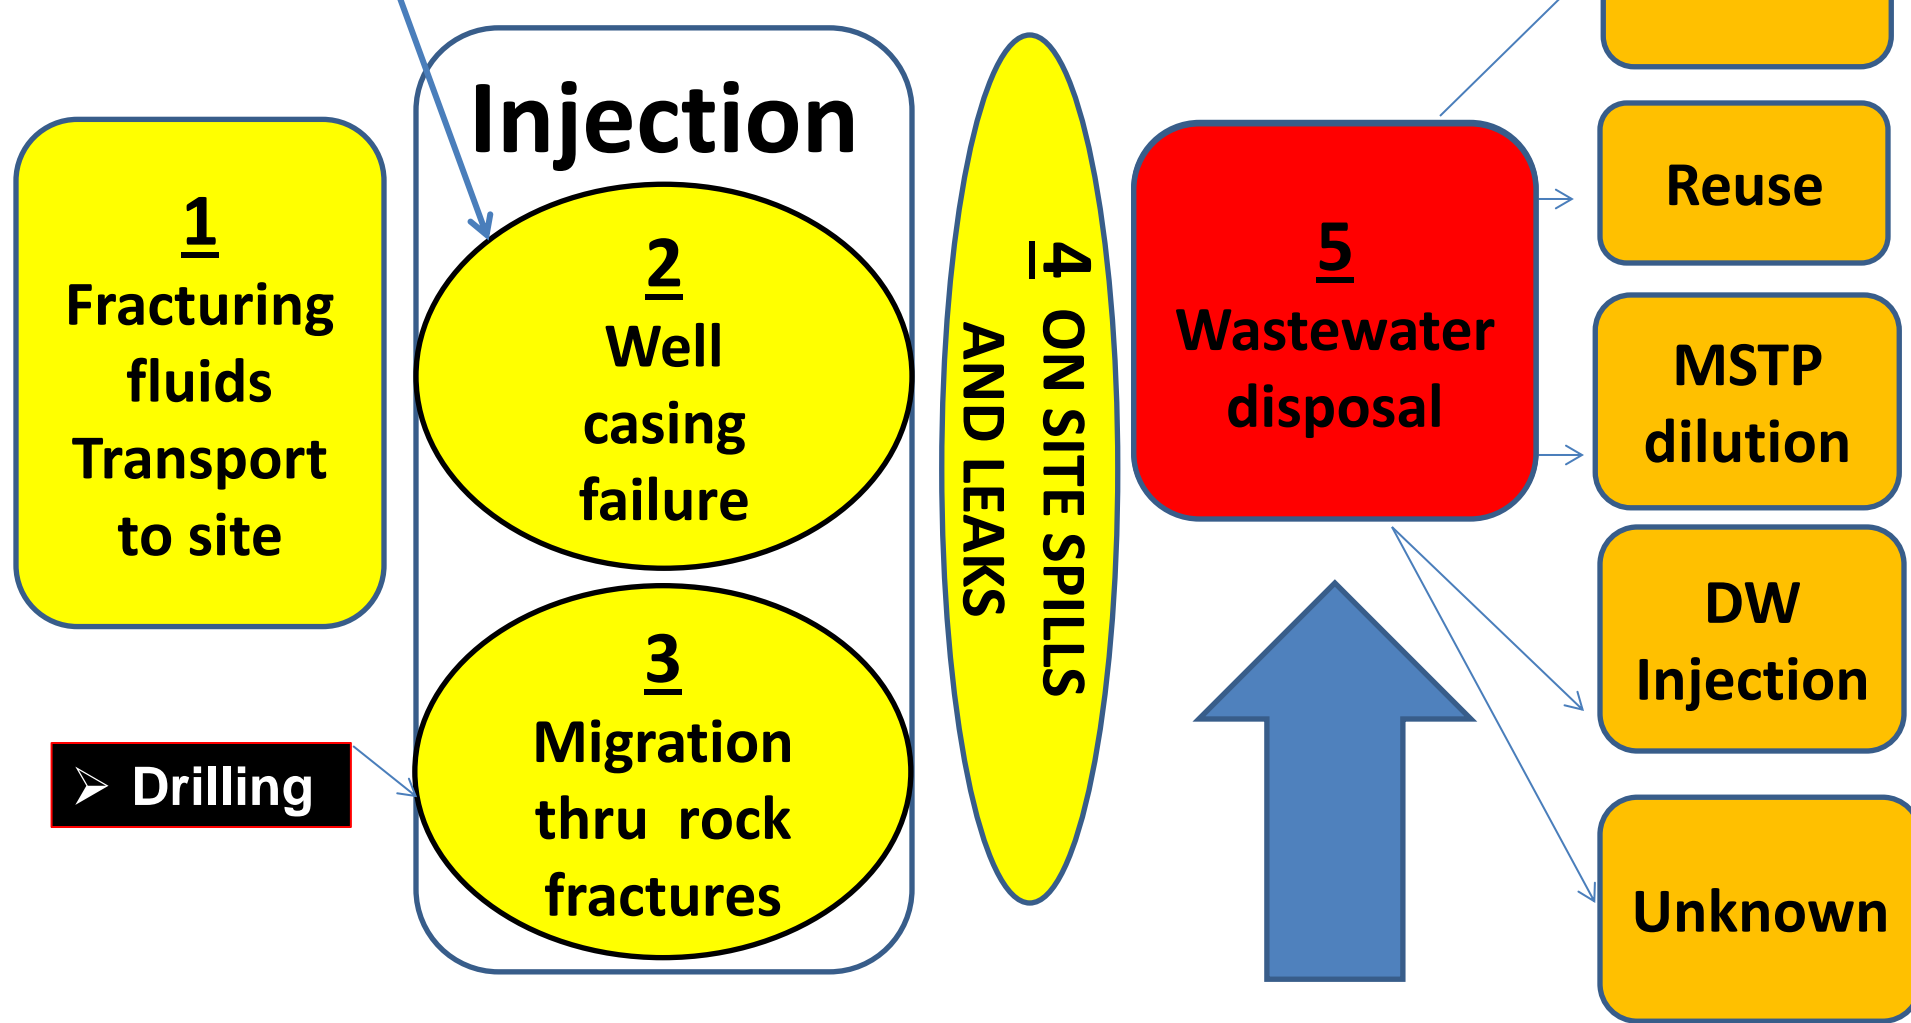 1
Fracturing
fluids
Transport
to site
Injection
2
Well
casing
failure
3
Migration
thru rock
fractures
➢ Drilling
4 ON SITE SPILLS
AND LEAKS
5
Wastewater
disposal
Reuse
MSTP
dilution
DW
Injection
Unknown